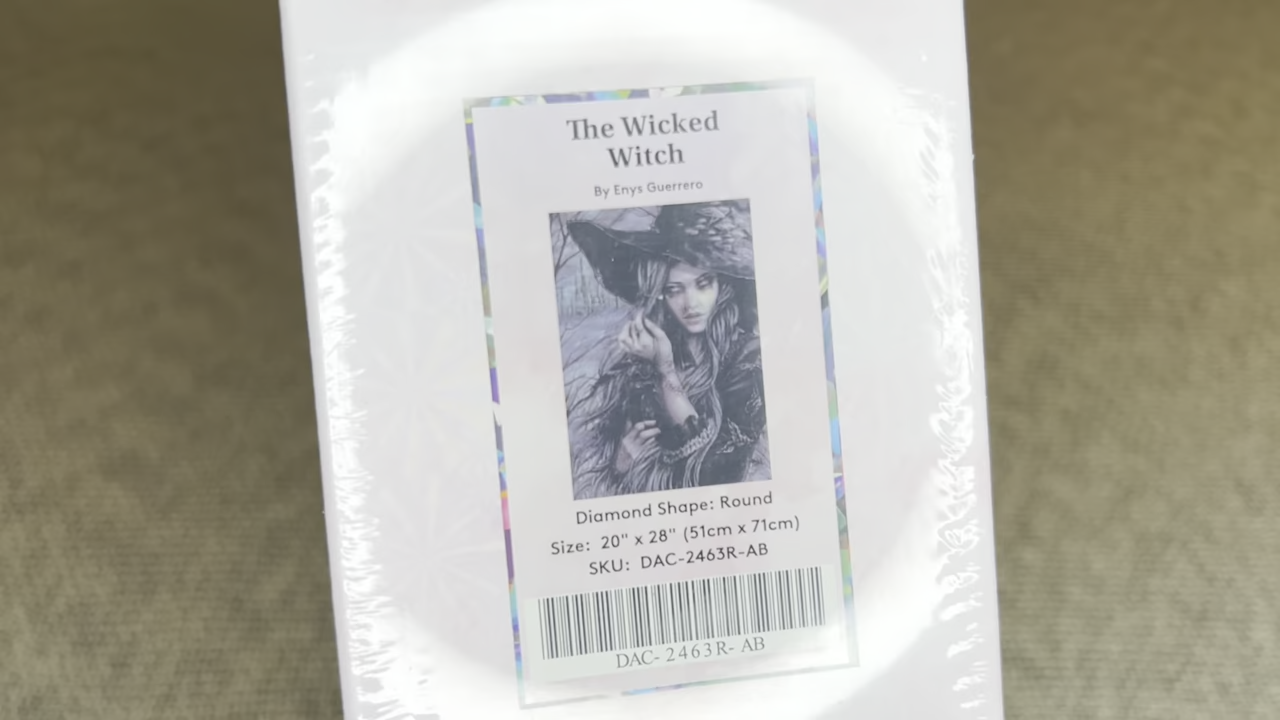 The Wicked
Witch
By Enys Guerrero
Diamond Shape: Round
Size: 20" x 28" (51cm x 71cm)
SKU: DAC-2463R-AB
DAC- 2463R- AB